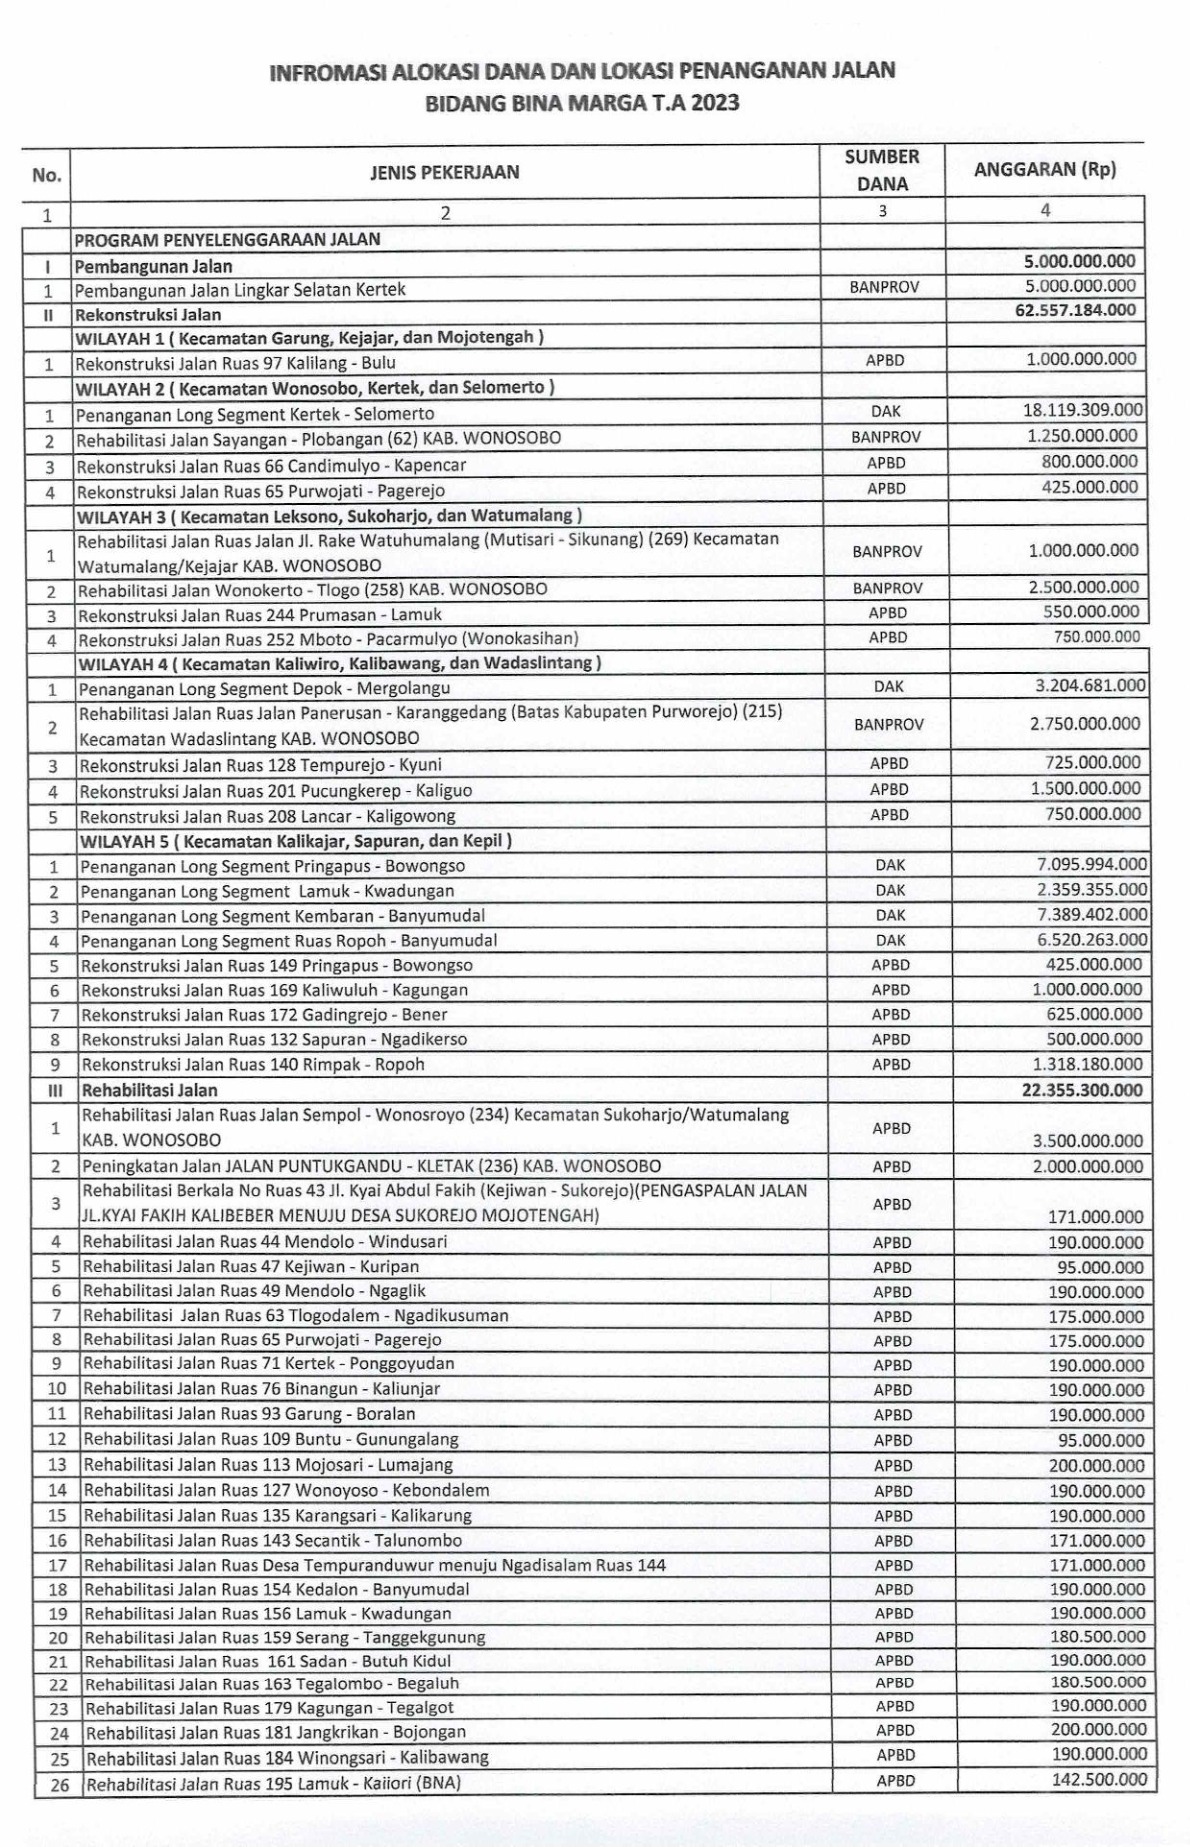 INFROMASI ALOKASI DANA DAN LOKASI PENANGANAN JALAN
BIDANG BINA MARGA T.A 2023
No. JENIS PEKERJAAN SUMBER DANA ANGGARAN (Rp)
1 2 3 4
PROGRAM PENYELENGGARAAN JALAN
I Pembangunan Jalan 5.000.000.000
1 Pembangunan Jalan Lingkar Selatan Kertek BANPROV 5.000.000.000
II Rekonstruksi Jalan 62.557.184.000
WILAYAH 1 ( Kecamatan Garung, Kejajar, dan Mojotengah )
1 Rekonstruksi Jalan Ruas 97 Kalilang - Bulu APBD 1.000.000.000
WILAYAH 2 ( Kecamatan Wonosobo, Kertek, dan Selomerto )
1 Penanganan Long Segment Kertek - Selomerto DAK 18.119.309.000
2 Rehabilitasi Jalan Sayangan - Plobangan (62) KAB. WONOSOBO BANPROV 1.250.000.000
3 Rekonstruksi Jalan Ruas 66 Candimulyo - Kapencar APBD 800.000.000
4 Rekonstruksi Jalan Ruas 65 Purwojati - Pagerejo APBD 425.000.000
WILAYAH 3 ( Kecamatan Leksono, Sukoharjo, dan Watumalang )
1 Rehabilitasi Jalan Ruas Jalan Jl. Rake Watuhumalang (Mutisari - Sikunang) (269) Kecamatan
Watumalang/Kejajar KAB. WONOSOBO BANPROV 1.000.000.000
2 Rehabilitasi Jalan Wonokerto - Tlogo (258) KAB. WONOSOBO BANPROV 2.500.000.000
3 Rekonstruksi Jalan Ruas 244 Prumasan - Lamuk APBD 550.000.000
4 Rekonstruksi Jalan Ruas 252 Mboto - Pacarmulyo (Wonokasihan) APBD 750.000.000
WILAYAH 4 ( Kecamatan Kaliwiro, Kalibawang, dan Wadaslintang )
1 Penanganan Long Segment Depok - Mergolangu DAK 3.204.681.000
2 Rehabilitasi Jalan Ruas Jalan Panerusan - Karanggedang (Batas Kabupaten Purworejo) (215)
Kecamatan Wadaslintang KAB. WONOSOBO BANPROV 2.750.000.000
3 Rekonstruksi Jalan Ruas 128 Tempurejo - Kyuni APBD 725.000.000
4 Rekonstruksi Jalan Ruas 201 Pucungkerep - Kaliguo APBD 1.500.000.000
5 Rekonstruksi Jalan Ruas 208 Lancar - Kaligowong APBD 750.000.000
WILAYAH 5 ( Kecamatan Kalikajar, Sapuran, dan Kepil )
1 Penanganan Long Segment Pringapus - Bowongso DAK 7.095.994.000
2 Penanganan Long Segment Lamuk - Kwadungan DAK 2.359.355.000
3 Penanganan Long Segment Kembaran - Banyumudal DAK 7.389.402.000
4 Penanganan Long Segment Ruas Ropoh - Banyumudal DAK 6.520.263.000
5 Rekonstruksi Jalan Ruas 149 Pringapus - Bowongso APBD 425.000.000
6 Rekonstruksi Jalan Ruas 169 Kaliwuluh - Kagungan APBD 1.000.000.000
7 Rekonstruksi Jalan Ruas 172 Gadingrejo - Bener APBD 625.000.000
8 Rekonstruksi Jalan Ruas 132 Sapuran - Ngadikerso APBD 500.000.000
9 Rekonstruksi Jalan Ruas 140 Rimpak - Ropoh APBD 1.318.180.000
III Rehabilitasi Jalan 22.355.300.000
1 Rehabilitasi Jalan Ruas Jalan Sempol - Wonosroyo (234) Kecamatan Sukoharjo/Watumalang
KAB. WONOSOBO APBD 3.500.000.000
2 Peningkatan Jalan JALAN PUNTUKGANDU - KLETAK (236) KAB. WONOSOBO APBD 2.000.000.000
3 Rehabilitasi Berkala No Ruas 43 Jl. Kyai Abdul Fakih (Kejiwan - Sukorejo)(PENGASPALAN JALAN
JL.KYAI FAKIH KALIBEBER MENUJU DESA SUKOREJO MOJOTENGAH) APBD 171.000.000
4 Rehabilitasi Jalan Ruas 44 Mendolo - Windusari APBD 190.000.000
5 Rehabilitasi Jalan Ruas 47 Kejiwan - Kuripan APBD 95.000.000
6 Rehabilitasi Jalan Ruas 49 Mendolo - Ngaglik APBD 190.000.000
7 Rehabilitasi Jalan Ruas 63 Tlogodalem - Ngadikusuman APBD 175.000.000
8 Rehabilitasi Jalan Ruas 65 Purwojati - Pagerejo APBD 175.000.000
9 Rehabilitasi Jalan Ruas 71 Kertek - Ponggoyudan APBD 190.000.000
10 Rehabilitasi Jalan Ruas 76 Binangun - Kaliunjar APBD 190.000.000
11 Rehabilitasi Jalan Ruas 93 Garung - Boralan APBD 190.000.000
12 Rehabilitasi Jalan Ruas 109 Buntu - Gunungalang APBD 95.000.000
13 Rehabilitasi Jalan Ruas 113 Mojosari - Lumajang APBD 200.000.000
14 Rehabilitasi Jalan Ruas 127 Wonoyoso - Kebondalem APBD 190.000.000
15 Rehabilitasi Jalan Ruas 135 Karangsari - Kalikarung APBD 190.000.000
16 Rehabilitasi Jalan Ruas 143 Secantik - Talunombo APBD 171.000.000
17 Rehabilitasi Jalan Ruas Desa Tempuranduwur menuju Ngadisalam Ruas 144 APBD 171.000.000
18 Rehabilitasi Jalan Ruas 154 Kedalon - Banyumudal APBD 190.000.000
19 Rehabilitasi Jalan Ruas 156 Lamuk - Kwadungan APBD 190.000.000
20 Rehabilitasi Jalan Ruas 159 Serang - Tanggekgunung APBD 180.500.000
21 Rehabilitasi Jalan Ruas 161 Sadan - Butuh Kidul APBD 190.000.000
22 Rehabilitasi Jalan Ruas 163 Tegalombo - Begaluh APBD 180.500.000
23 Rehabilitasi Jalan Ruas 179 Kagungan - Tegalgot APBD 190.000.000
24 Rehabilitasi Jalan Ruas 181 Jangkrikan - Bojongan APBD 200.000.000
25 Rehabilitasi Jalan Ruas 184 Winongsari - Kalibawang APBD 190.000.000
26 Rehabilitasi Jalan Ruas 195 Lamuk - Kaiiori (BNA) APBD 142.500.000